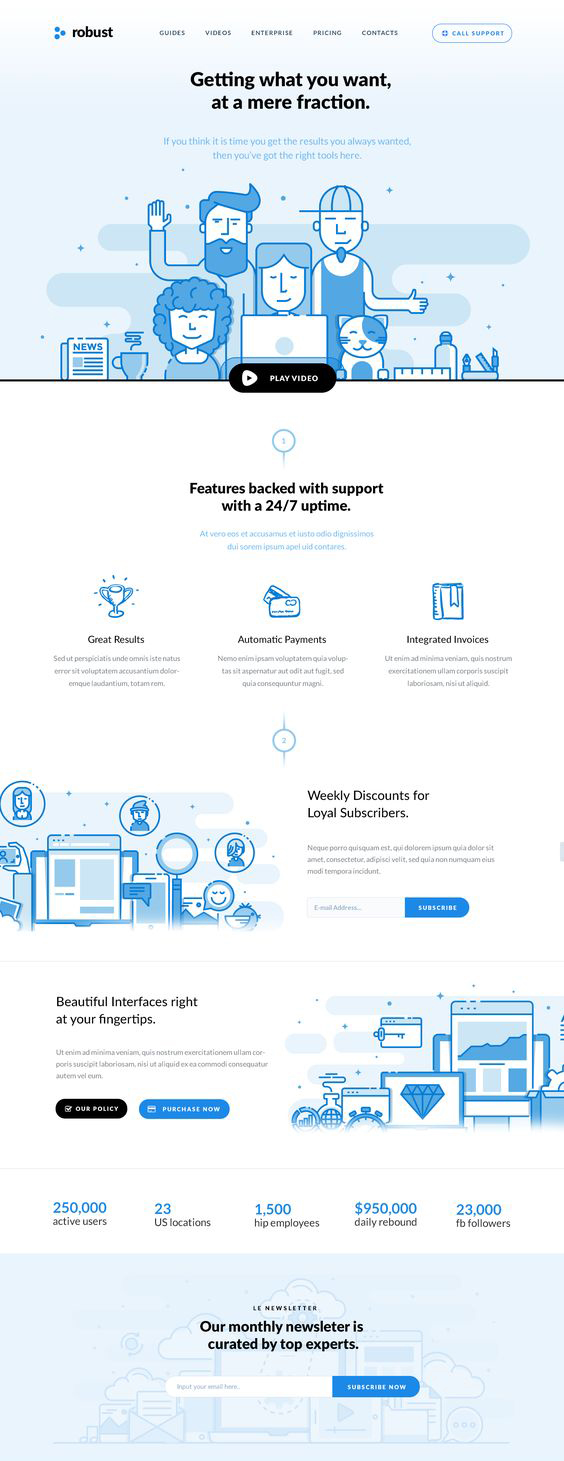 robust
GUIDES
VIDEOS
ENTERPRISE
PRICING
CONTACTS
CALL SUPPORT
Getting what you want,
at a mere fraction.
If you think it is time you get the results you always wanted,
then you've got the right tools here.
NEWS
PLAY VIDEO
1
Features backed with support
with a 24/7 uptime.
At vero eos et accusamus et iusto odio dignissimos
dui sorem ipsum apel uid contares.
Great Results
Sed ut perspiciatis unde omnis iste natus
error sit voluptatem accusantium dolor-
emque laudantium, totam rem.
Automatic Payments
Nemo enim ipsam voluptatem quia volup-
tas sit aspernatur aut odit aut fugit, sed
quia consequuntur magni.
Integrated Invoices
Ut enim ad minima veniam, quis nostrum
exercitationem ullam corporis suscipit
laboriosam, nisi ut aliquid.
2
Weekly Discounts for
Loyal Subscribers.
Neque porro quisquam est, qui dolorem ipsum quia dolor sit
amet, consectetur, adipisci velit, sed quia non numquam eius
modi tempora incidunt.
E-mail Address...
SUBSCRIBE
Beautiful Interfaces right
at your fingertips.
Ut enim ad minima veniam, quis nostrum exercitationem ullam cor-
poris suscipit laboriosam, nisi ut aliquid ex ea commodi consequatur
autem vel eum.
OUR POLICY
PURCHASE NOW
250,000
active users
23
US locations
1,500
hip employees
$950,000
daily rebound
23,000
fb followers
LE NEWSLETTER
Our monthly newsleter is
curated by top experts.
Input your email here..
SUBSCRIBE NOW